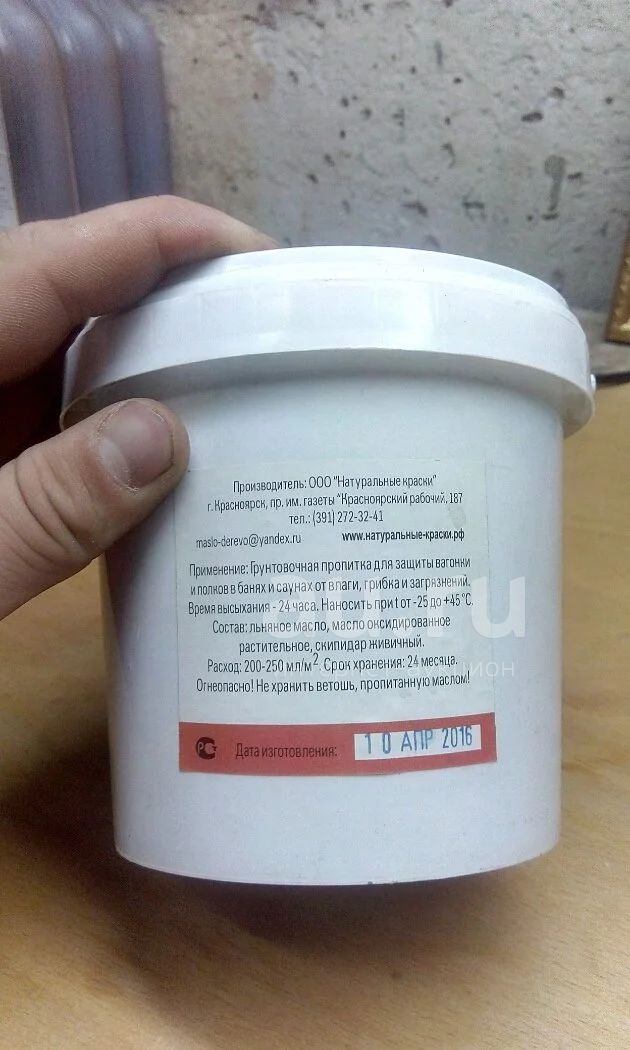 Производитель: ООО "Натуральные краски"
г. Красноярск, пр. им. газеты "Красноярский рабочий, 187
тел.: (391) 272-32-41
maslo-derevo@yandex.ru www.натуральные-краски.рф
Применение: Грунтовочная пропитка для защиты вагонки
и полков в банях и саунах от влаги, грибка и загрязнений.
Время высыхания - 24 часа. Наносить при t от -25 до +45°C.
Состав: льняное масло, масло оксидированное
растительное, скипидар живичный.
Расход: 200-250 мл/м². Срок хранения: 24 месяца.
Огнеопасно! Не хранить ветошь, пропитанную маслом!
РСТ Дата изготовления: 10 АПР 2016
au.ru